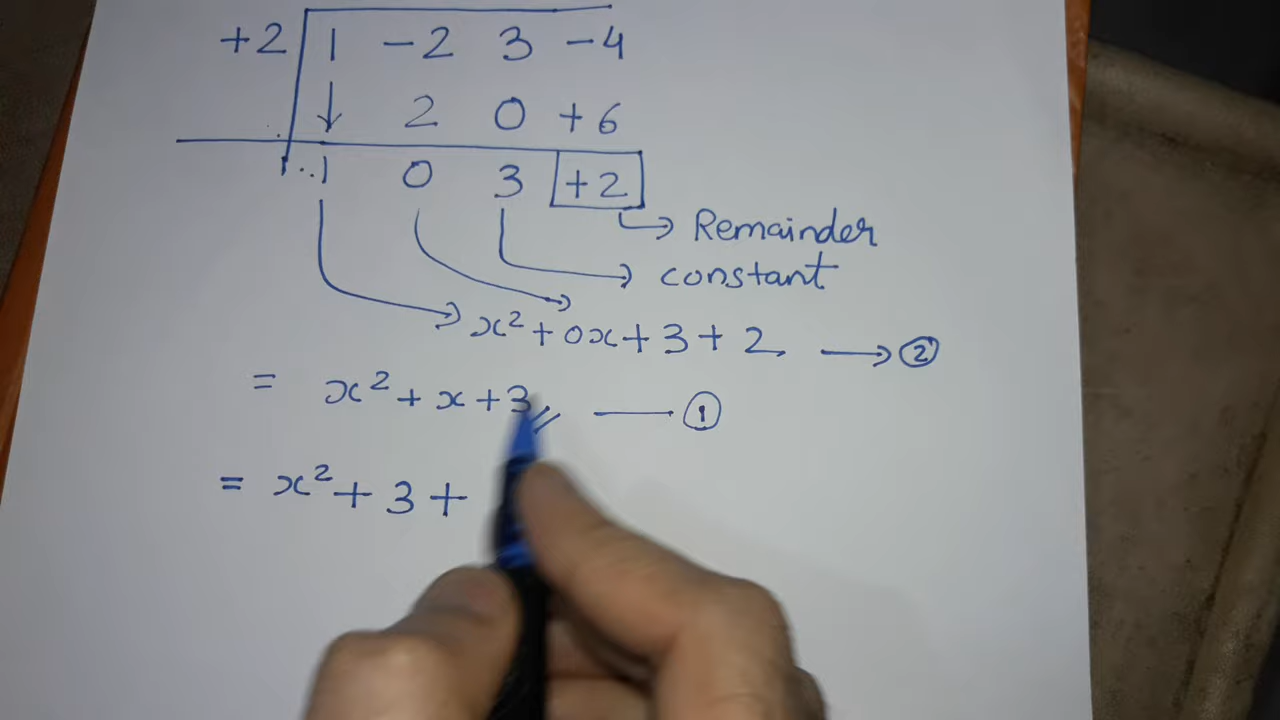 +2 1 -2 3 -4
↓ 2 0 +6
1 0 3 +2
→ Remainder
→ constant
→ x² + 0x + 3 + 2 → ②
= x² + x + 3 — ①
= x² + 3 +